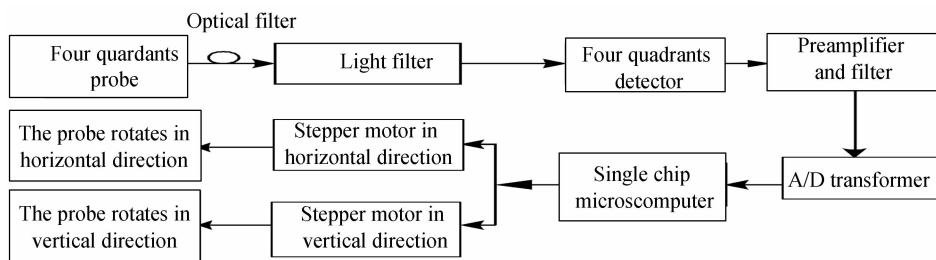 Optical filter
Four quardants
probe
Light filter
Four quadrants
detector
Preamplifier
and filter
The probe rotates in
horizontal direction
Stepper motor in
horizontal direction
Single chip
microscomputer
A/D transformer
The probe rotates in
vertical direction
Stepper motor in
vertical direction